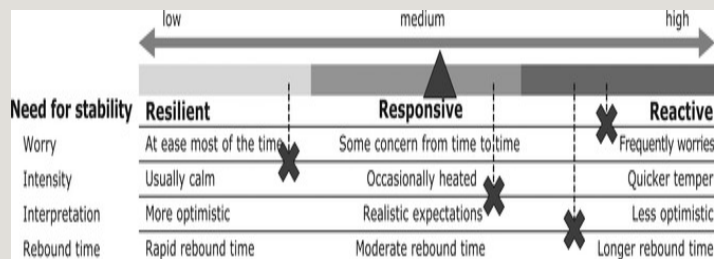 low medium high
Need for stability Resilient Responsive Reactive
Worry At ease most of the time Some concern from time to time Frequently worries
Intensity Usually calm Occasionally heated Quicker temper
Interpretation More optimistic Realistic expectations Less optimistic
Rebound time Rapid rebound time Moderate rebound time Longer rebound time